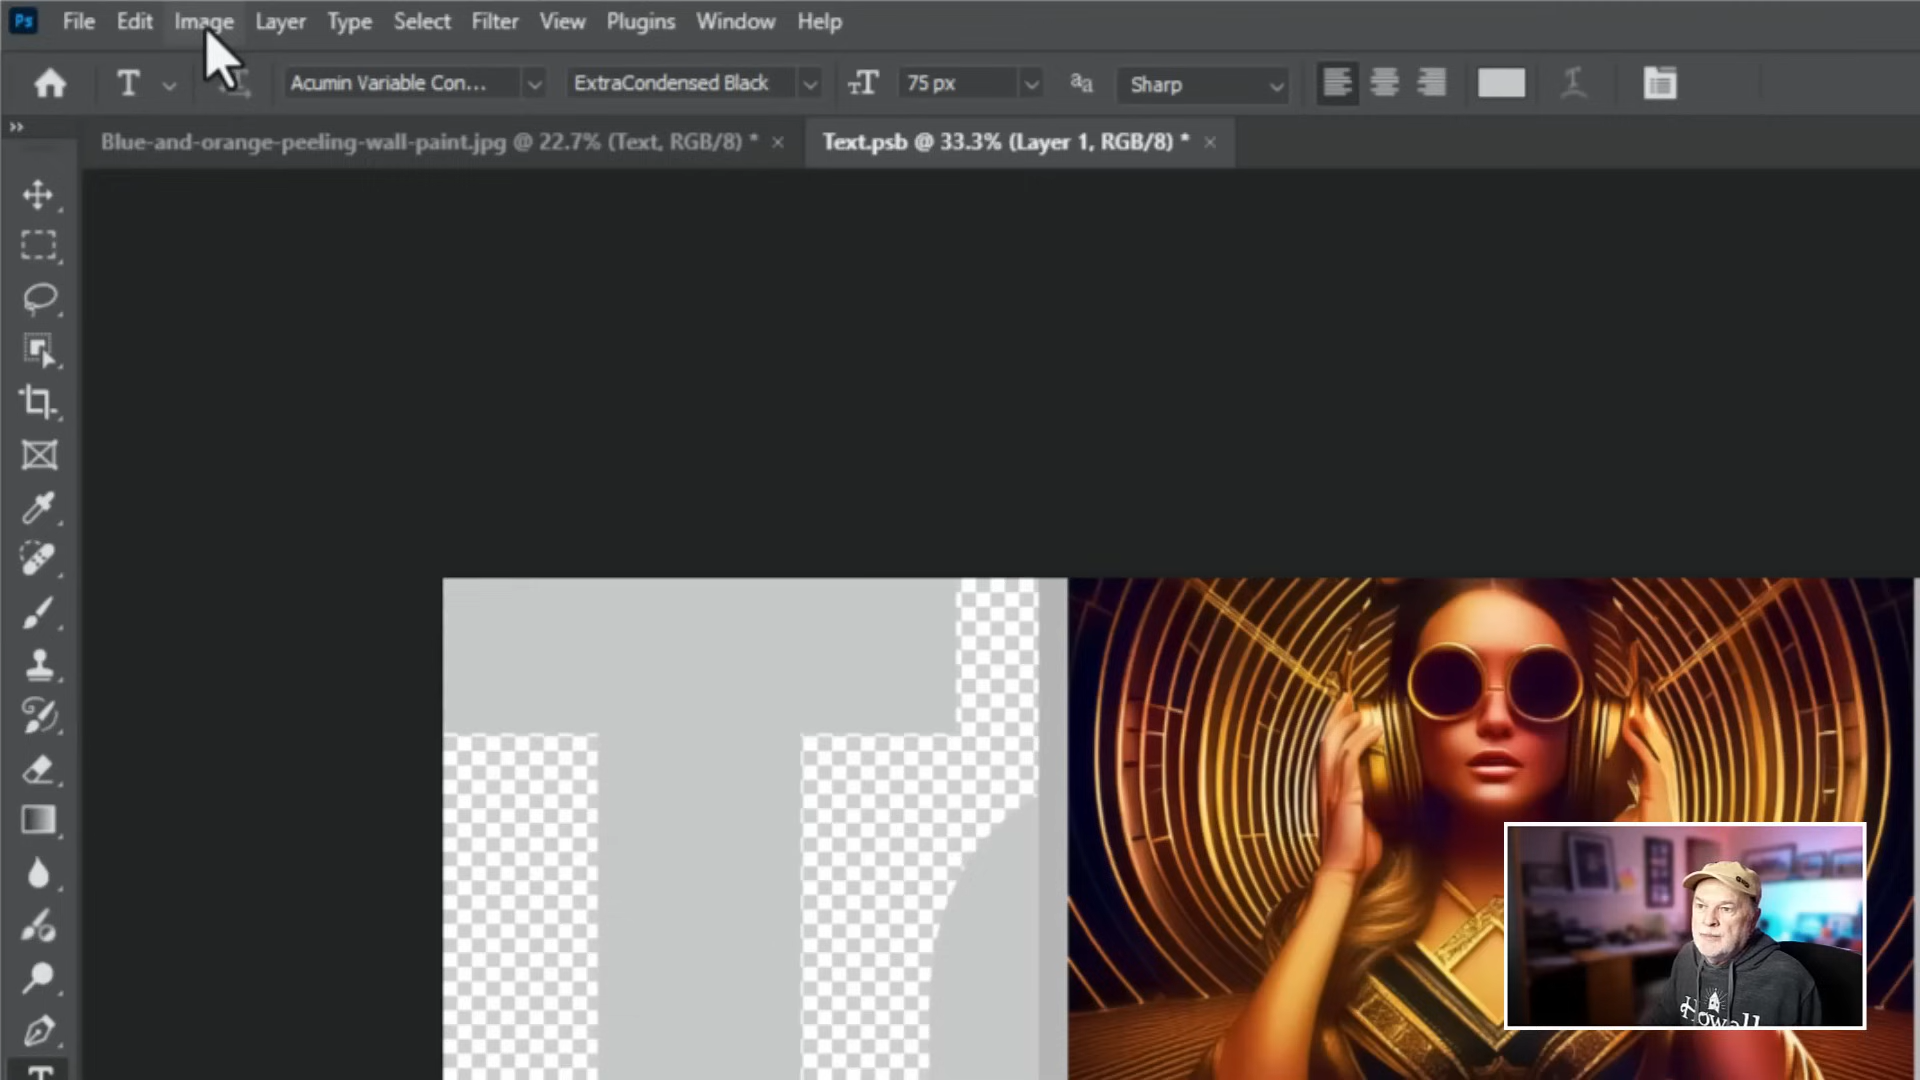 Ps File Edit Image Layer Type Select Filter View Plugins Window Help
T Acumin Variable Con... ExtraCondensed Black TT 75 px aa Sharp
Blue-and-orange-peeling-wall-paint.jpg @ 22.7% (Text, RGB/8) * × Text.psb @ 33.3% (Layer 1, RGB/8) * ×